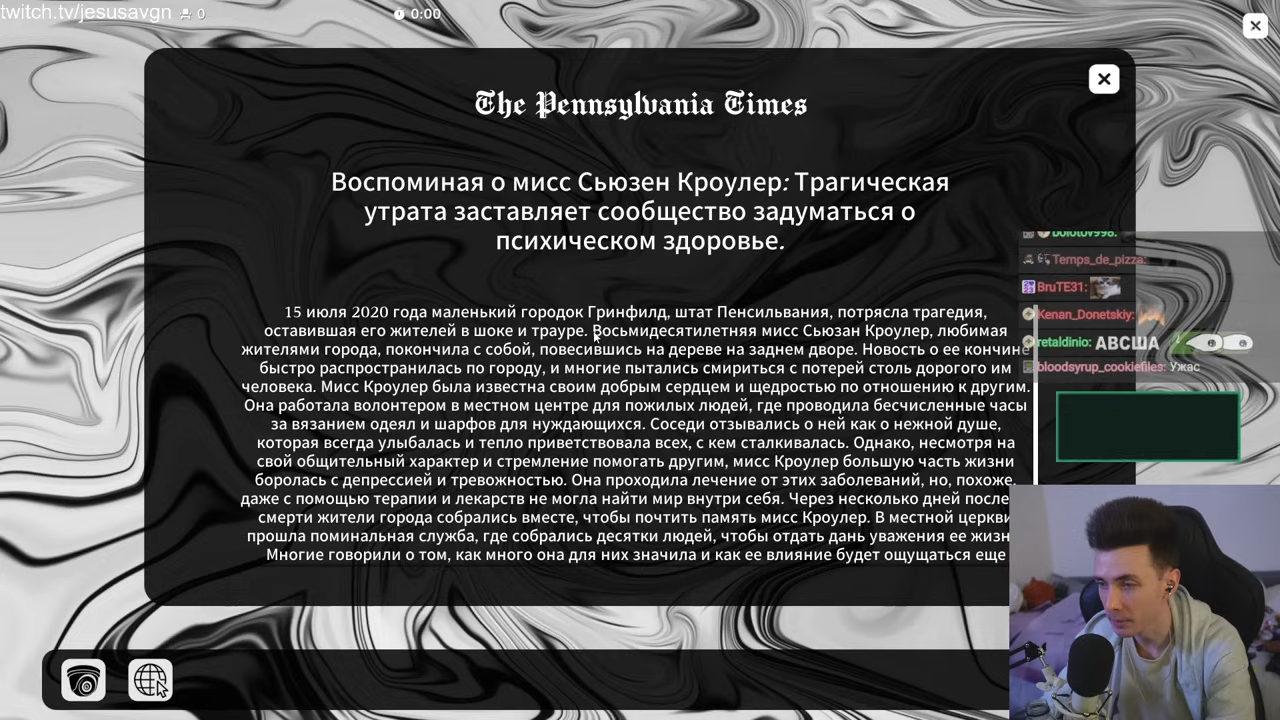 twitch.tv/jesusavgn 0
0:00
The Pennsylvania Times
Воспоминая о мисс Сьюзен Кроулер: Трагическая
утрата заставляет сообщество задуматься о
психическом здоровье.
15 июля 2020 года маленький городок Гринфилд, штат Пенсильвания, потрясла трагедия,
оставившая его жителей в шоке и трауре. Восьмидесятилетняя мисс Сьюзан Кроулер, любимая
жителями города, покончила с собой, повесившись на дереве на заднем дворе. Новость о ее кончине
быстро распространилась по городу, и многие пытались смириться с потерей столь дорогого им
человека. Мисс Кроулер была известна своим добрым сердцем и щедростью по отношению к другим.
Она работала волонтером в местном центре для пожилых людей, где проводила бесчисленные часы
за вязанием одеял и шарфов для нуждающихся. Соседи отзывались о ней как о нежной душе,
которая всегда улыбалась и тепло приветствовала всех, с кем сталкивалась. Однако, несмотря на
свой общительный характер и стремление помогать другим, мисс Кроулер большую часть жизни
боролась с депрессией и тревожностью. Она проходила лечение от этих заболеваний, но, похоже,
даже с помощью терапии и лекарств не могла найти мир внутри себя. Через несколько дней после
смерти жители города собрались вместе, чтобы почтить память мисс Кроулер. В местной церкви
прошла поминальная служба, где собрались десятки людей, чтобы отдать дань уважения ее жизн
Многие говорили о том, как много она для них значила и как ее влияние будет ощущаться еще
bolotov998:
Temps_de_pizza:
BruTE31:
Kenan_Donetskiy:
retaldinio: АВСША
bloodsyrup_cookiefiles: Ужас